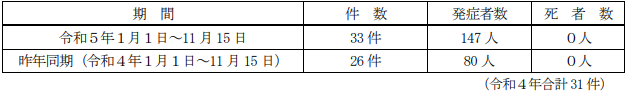 期　間　件　数　発症者数　死　者　数
令和５年１月１日～11月15日　33件　147人　０人
昨年同期（令和４年１月１日～11月15日）　26件　80人　０人
（令和４年合計31件）